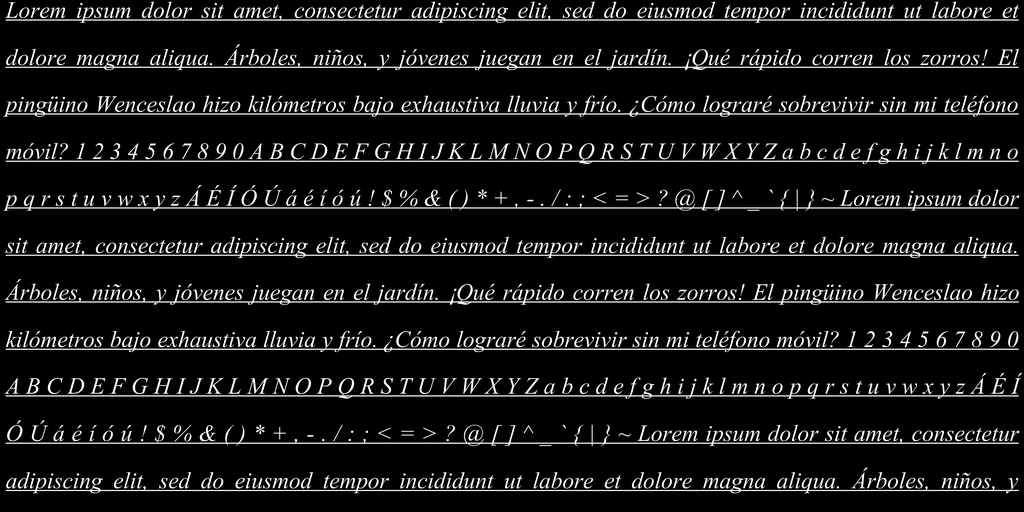 Lorem ipsum dolor sit amet, consectetur adipiscing elit, sed do eiusmod tempor incididunt ut labore et
dolore magna aliqua. Árboles, niños, y jóvenes juegan en el jardín. ¡Qué rápido corren los zorros! El
pingüino Wenceslao hizo kilómetros bajo exhaustiva lluvia y frío. ¿Cómo lograré sobrevivir sin mi teléfono
móvil? 1 2 3 4 5 6 7 8 9 0 A B C D E F G H I J K L M N O P Q R S T U V W X Y Z a b c d e f g h i j k l m n o
p q r s t u v w x y z Á É Í Ó Ú á é í ó ú ! $ % & ( ) * + , - . / : ; < = > ? @ [ ] ^ _ ` { | } ~ Lorem ipsum dolor
sit amet, consectetur adipiscing elit, sed do eiusmod tempor incididunt ut labore et dolore magna aliqua.
Árboles, niños, y jóvenes juegan en el jardín. ¡Qué rápido corren los zorros! El pingüino Wenceslao hizo
kilómetros bajo exhaustiva lluvia y frío. ¿Cómo lograré sobrevivir sin mi teléfono móvil? 1 2 3 4 5 6 7 8 9 0
A B C D E F G H I J K L M N O P Q R S T U V W X Y Z a b c d e f g h i j k l m n o p q r s t u v w x y z Á É Í
Ó Ú á é í ó ú ! $ % & ( ) * + , - . / : ; < = > ? @ [ ] ^ _ ` { | } ~ Lorem ipsum dolor sit amet, consectetur
adipiscing elit, sed do eiusmod tempor incididunt ut labore et dolore magna aliqua. Árboles, niños, y